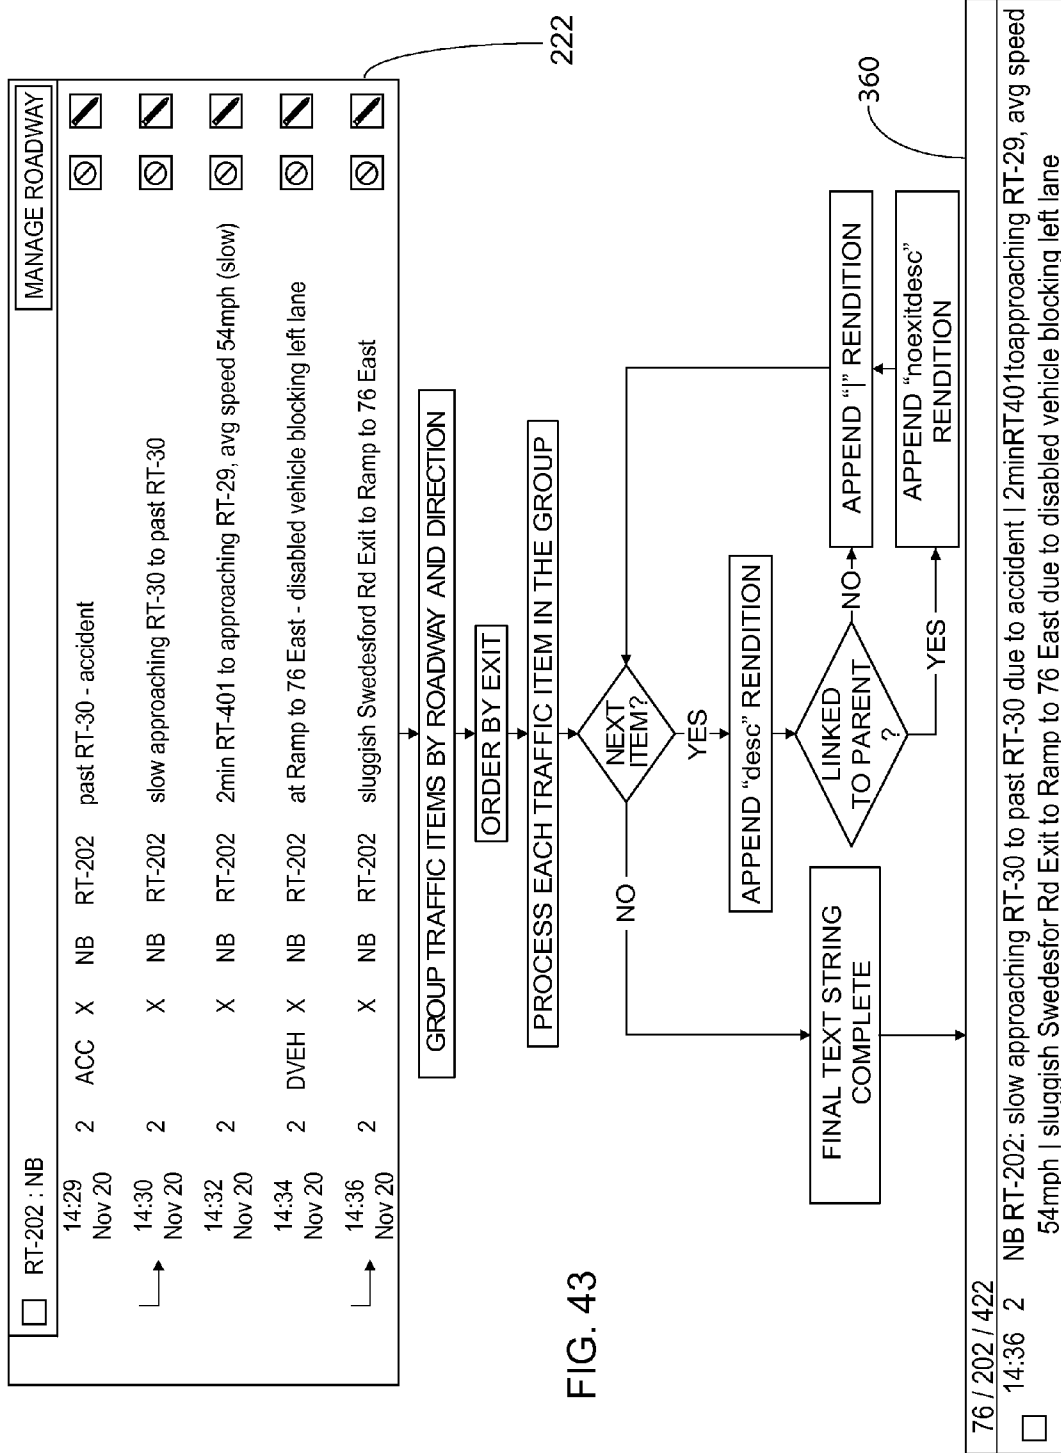 RT-202 : NB
MANAGE ROADWAY
14:29 2 ACC X NB RT-202 past RT-30 - accident
Nov 20
14:30 2 X NB RT-202 slow approaching RT-30 to past RT-30
Nov 20
14:32 2 X NB RT-202 2min RT-401 to approaching RT-29, avg speed 54mph (slow)
Nov 20
14:34 2 DVEH X NB RT-202 at Ramp to 76 East - disabled vehicle blocking left lane
Nov 20
14:36 2 X NB RT-202 sluggish Swedesford Rd Exit to Ramp to 76 East
Nov 20
222
GROUP TRAFFIC ITEMS BY ROADWAY AND DIRECTION
ORDER BY EXIT
PROCESS EACH TRAFFIC ITEM IN THE GROUP
NEXT
ITEM?
NO
YES
FINAL TEXT STRING
COMPLETE
APPEND "desc" RENDITION
LINKED
TO PARENT
?
NO
YES
APPEND "|" RENDITION
APPEND "noexitdesc"
RENDITION
FIG. 43
360
76 / 202 / 422
14:36 2 NB RT-202: slow approaching RT-30 to past RT-30 due to accident | 2minRT401toapproaching RT-29, avg speed
54mph | sluggish Swedesfor Rd Exit to Ramp to 76 East due to disabled vehicle blocking left lane